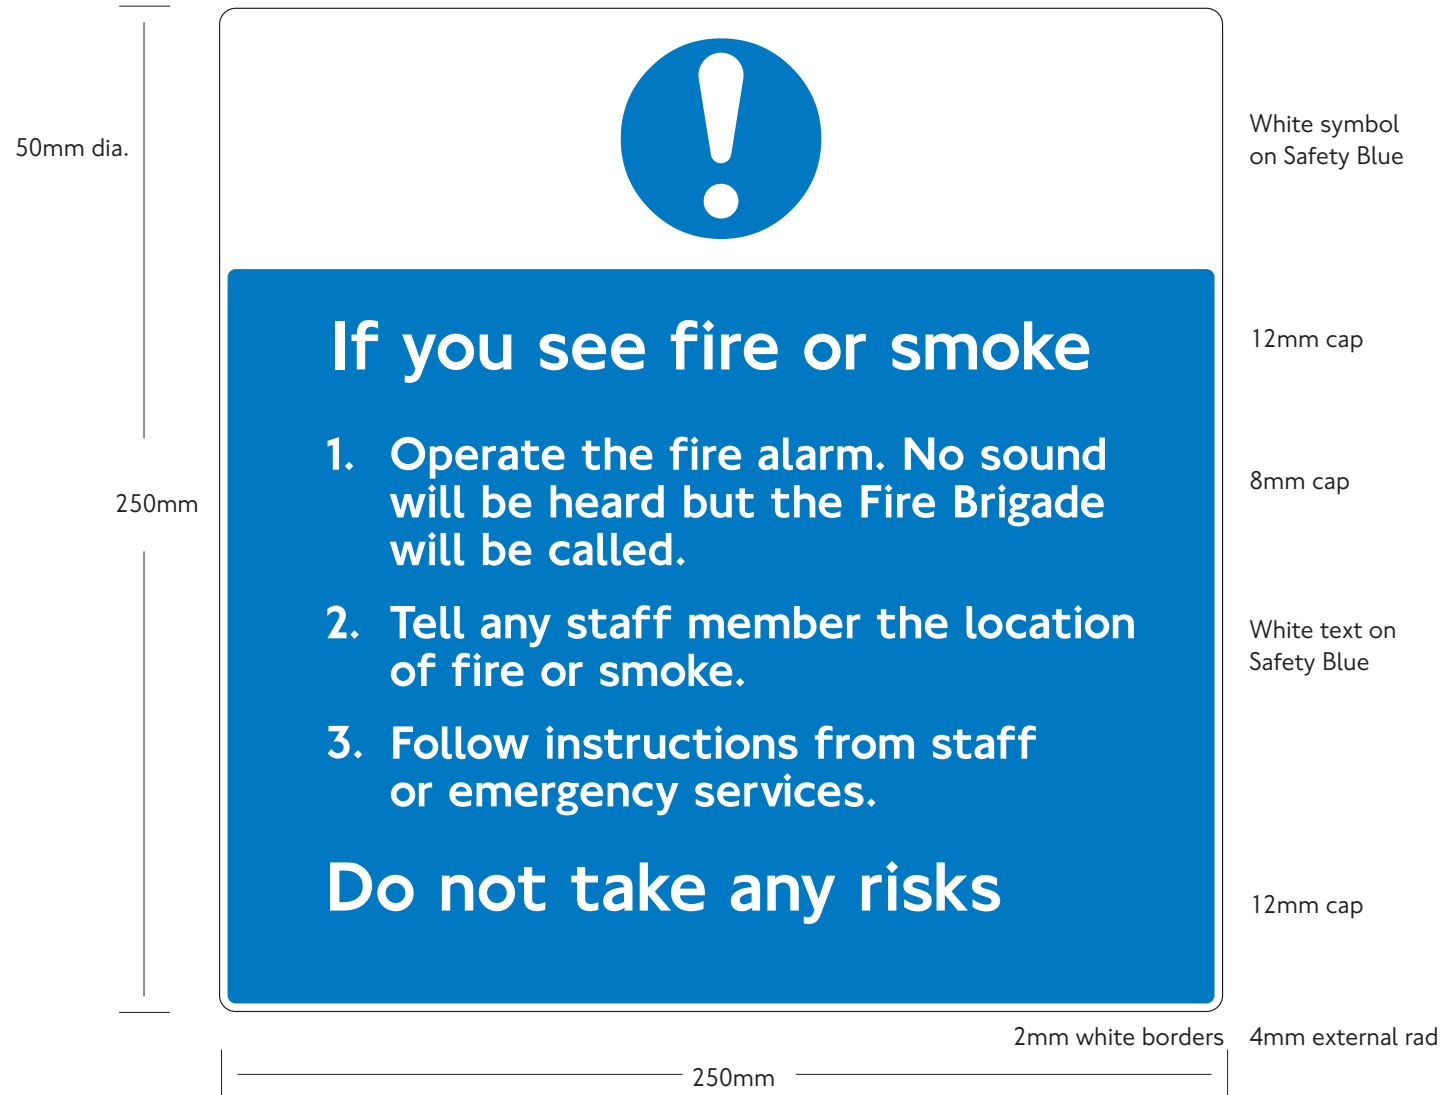 50mm dia.
White symbol
on Safety Blue
If you see fire or smoke
12mm cap
1. Operate the fire alarm. No sound
will be heard but the Fire Brigade
will be called.
8mm cap
250mm
2. Tell any staff member the location
of fire or smoke.
White text on
Safety Blue
3. Follow instructions from staff
or emergency services.
Do not take any risks
12mm cap
2mm white borders
4mm external rad
250mm